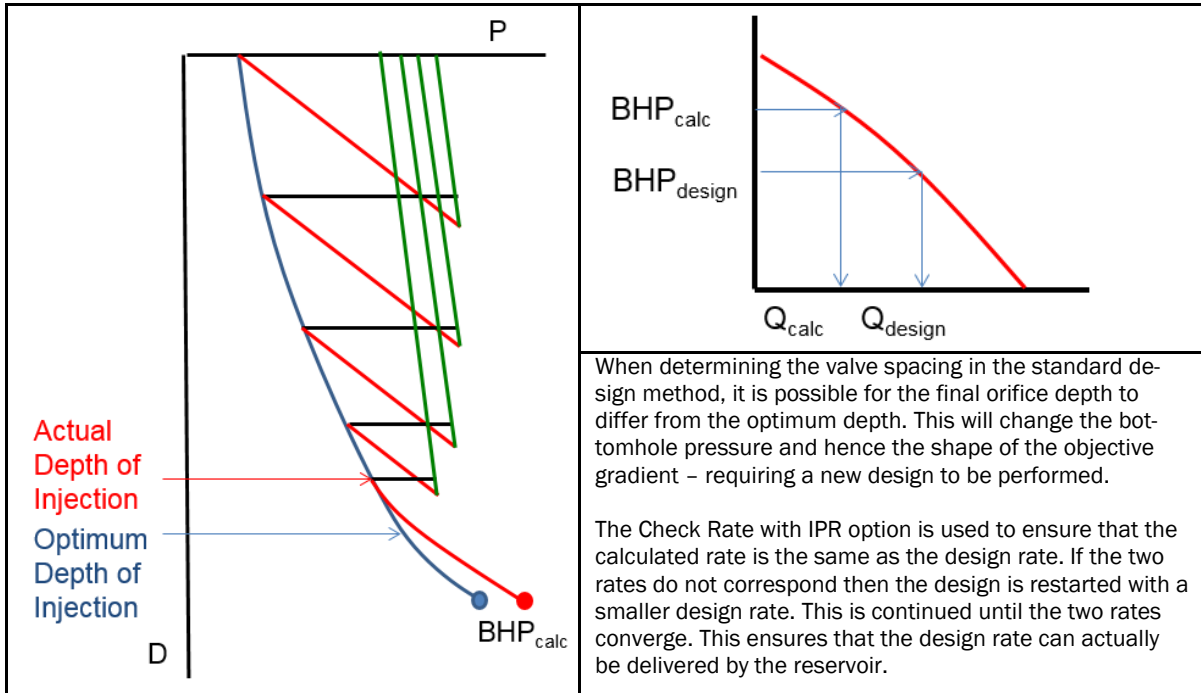 P
Actual
Depth of
Injection
Optimum
Depth of
Injection
BHPcalc
D
BHPcalc
BHPdesign
Qcalc Qdesign
When determining the valve spacing in the standard de-
sign method, it is possible for the final orifice depth to
differ from the optimum depth. This will change the bot-
tomhole pressure and hence the shape of the objective
gradient – requiring a new design to be performed.
The Check Rate with IPR option is used to ensure that the
calculated rate is the same as the design rate. If the two
rates do not correspond then the design is restarted with a
smaller design rate. This is continued until the two rates
converge. This ensures that the design rate can actually
be delivered by the reservoir.